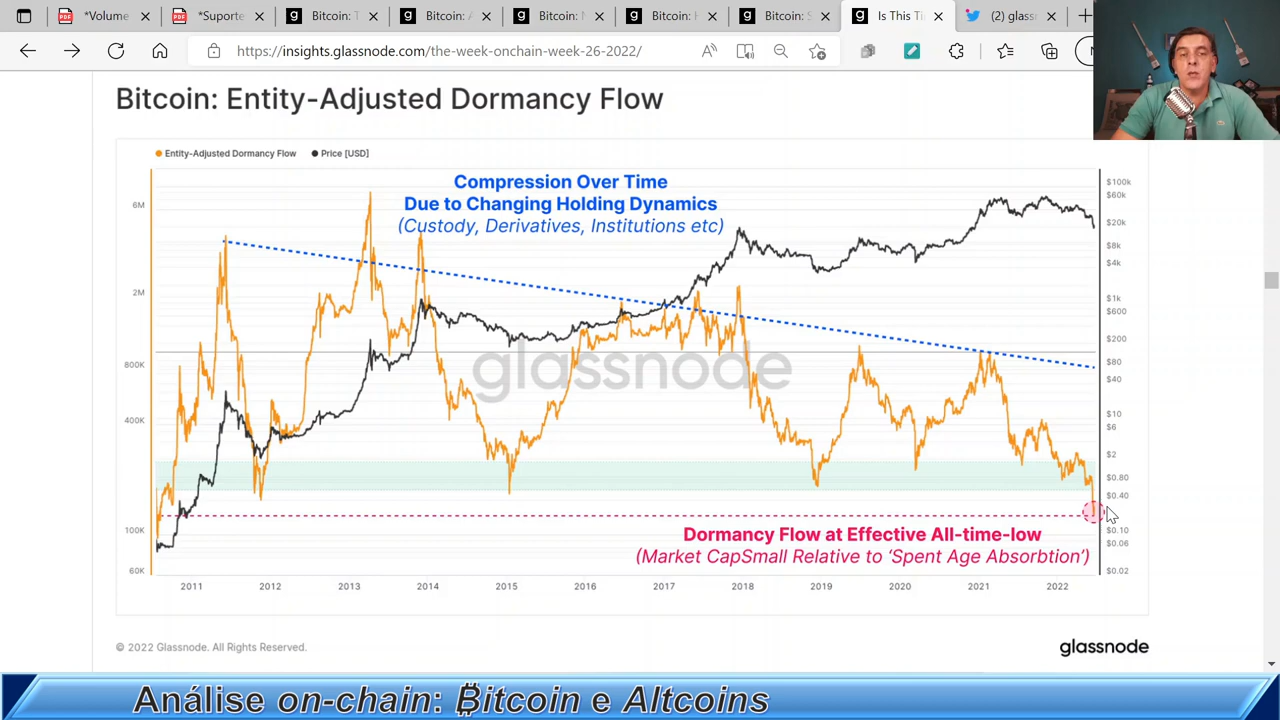 *Volume
*Suporte
Bitcoin: T
Bitcoin: A
Bitcoin:
Bitcoin:
Bitcoin: S
Is This Ti
(2) glass
https://insights.glassnode.com/the-week-onchain-week-26-2022/
Bitcoin: Entity-Adjusted Dormancy Flow
Entity-Adjusted Dormancy Flow Price [USD]
Compression Over Time
Due to Changing Holding Dynamics
(Custody, Derivatives, Institutions etc)
6M
2M
800K
400K
100K
60K
$100k
$60k
$20k
$8k
$4k
$1k
$600
$200
$80
$40
$10
$6
$2
$0.80
$0.40
$0.10
$0.06
$0.02
glassnode
Dormancy Flow at Effective All-time-low
(Market CapSmall Relative to ‘Spent Age Absorbtion’)
2011 2012 2013 2014 2015 2016 2017 2018 2019 2020 2021 2022
© 2022 Glassnode. All Rights Reserved.
glassnode
Análise on-chain: ₿itcoin e Altcoins